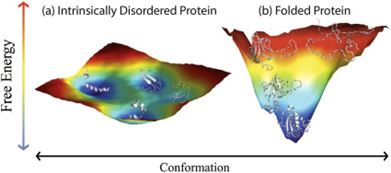 (a) Intrinsically Disordered Protein
(b) Folded Protein
Free Energy
Conformation